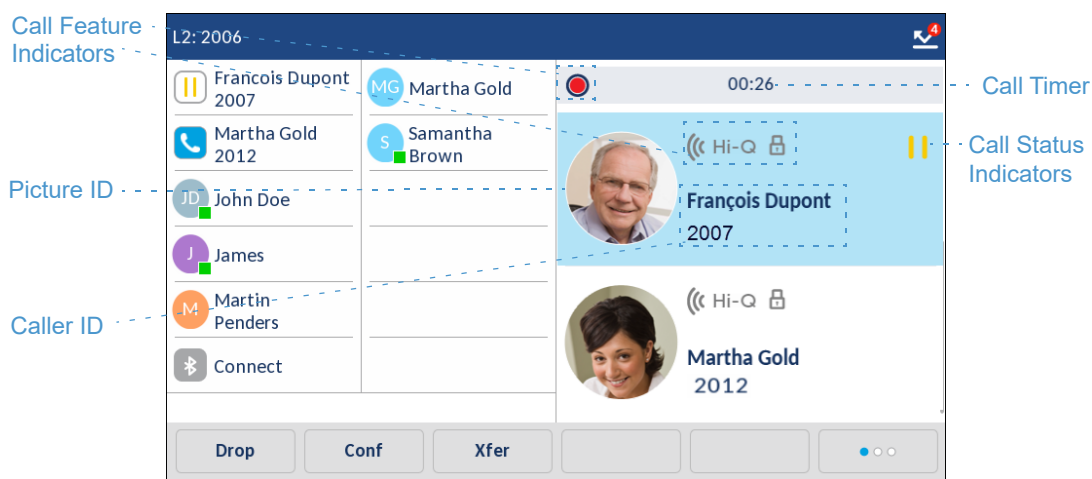 Call Feature
Indicators
Picture ID
Caller ID
L2: 2006
4
Francois Dupont
2007
Martha Gold
2012
JD
John Doe
J
James
M
Martin
Penders
Connect
MG
Martha Gold
S
Samantha
Brown
00:26
Hi-Q
François Dupont
2007
Hi-Q
Martha Gold
2012
Drop
Conf
Xfer
Call Timer
Call Status
Indicators